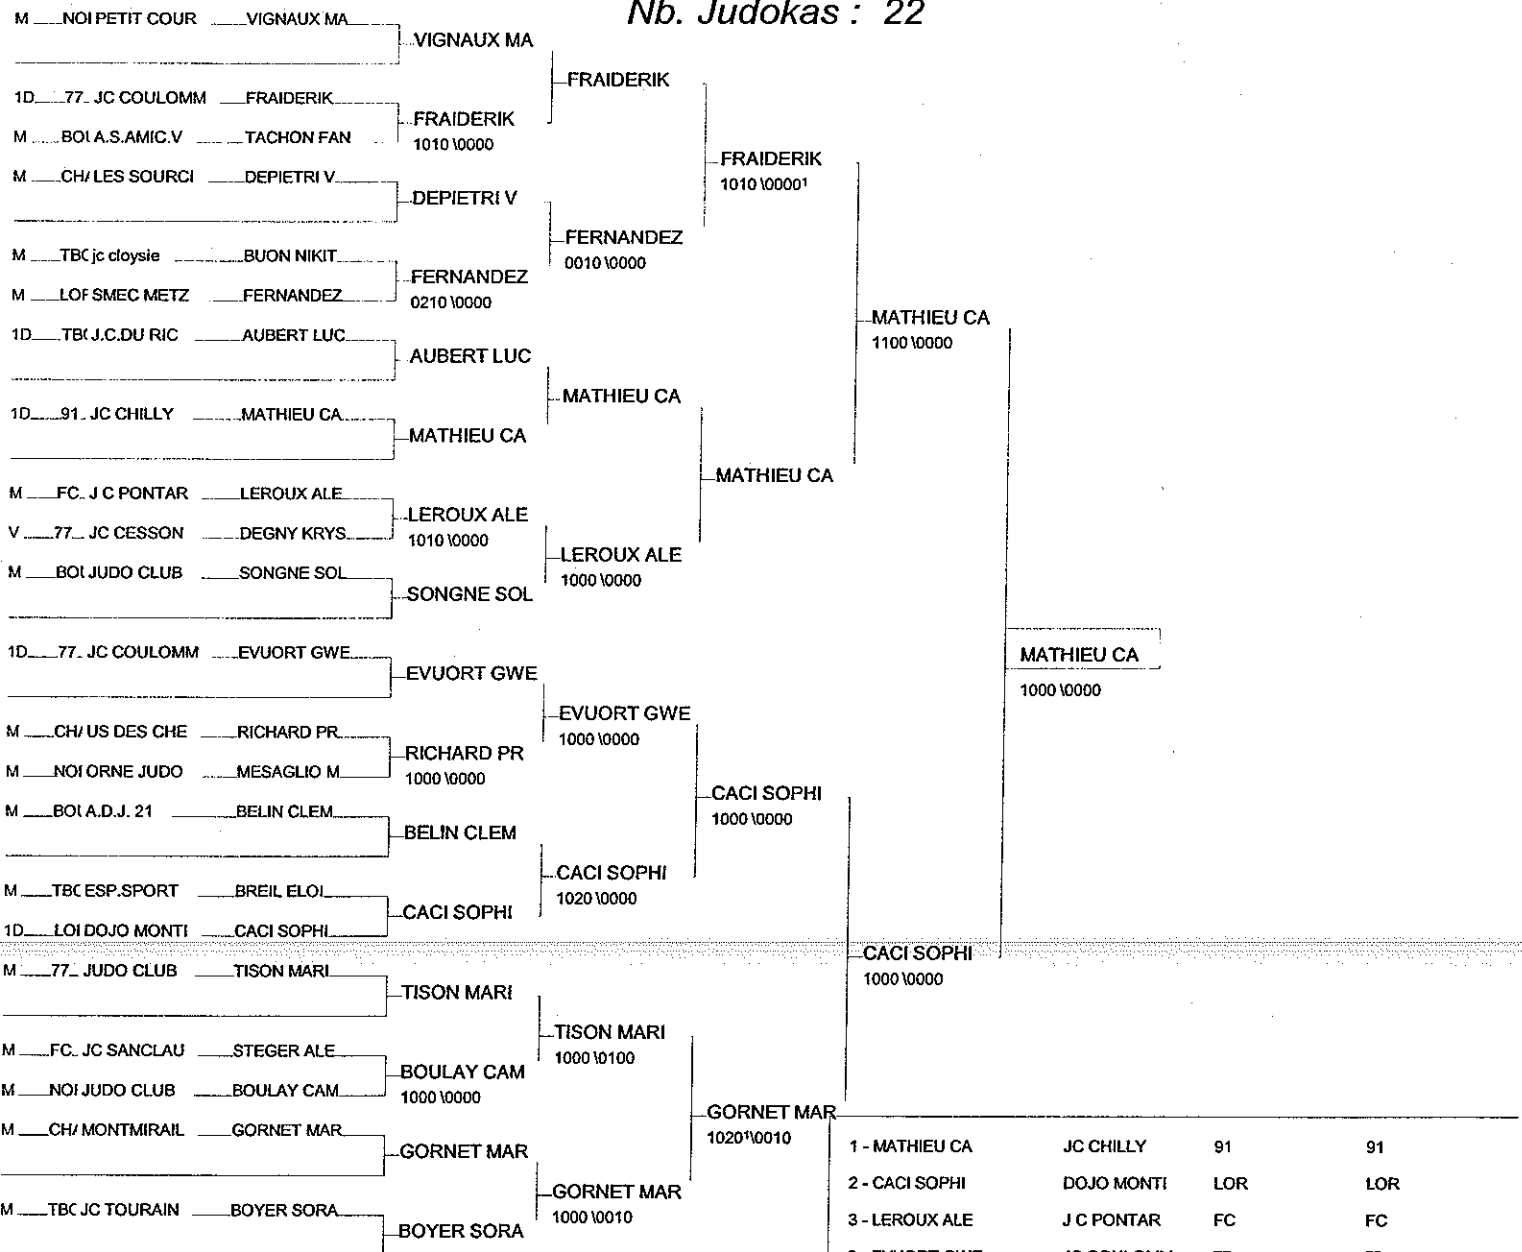 Nb. Judokas : 22
M NOI PETIT COUR VIGNAUX MA
VIGNAUX MA
FRAIDERIK
1D 77 JC COULOMM FRAIDERIK
FRAIDERIK
1010 \0000
M BOI A.S.AMIC.V TACHON FAN
FRAIDERIK
1010 \0000¹
M CH/ LES SOURCI DEPIETRI V
DEPIETRI V
FERNANDEZ
0010 \0000
M TBC jc cloysie BUON NIKIT
FERNANDEZ
0210 \0000
M LOF SMEC METZ FERNANDEZ
MATHIEU CA
1100 \0000
1D TB( J.C.DU RIC AUBERT LUC
AUBERT LUC
MATHIEU CA
1D 91 JC CHILLY MATHIEU CA
MATHIEU CA
MATHIEU CA
M FC J C PONTAR LEROUX ALE
LEROUX ALE
1010 \0000
V 77 JC CESSON DEGNY KRYS
LEROUX ALE
1000 \0000
M BOI JUDO CLUB SONGNE SOL
SONGNE SOL
1D 77 JC COULOMM EVUORT GWE
MATHIEU CA
1000 \0000
EVUORT GWE
EVUORT GWE
1000 \0000
M CH/ US DES CHE RICHARD PR
RICHARD PR
1000 \0000
M NOI ORNE JUDO MESAGLIO M
CACI SOPHI
1000 \0000
M BOI A.D.J. 21 BELIN CLEM
BELIN CLEM
CACI SOPHI
1020 \0000
M TBC ESP.SPORT BREIL ELOI
CACI SOPHI
1D LOI DOJO MONTI CACI SOPHI
CACI SOPHI
1000 \0000
M 77 JUDO CLUB TISON MARI
TISON MARI
TISON MARI
1000 \0100
M FC JC SANCLAU STEGER ALE
BOULAY CAM
1000 \0000
M NOI JUDO CLUB BOULAY CAM
GORNET MAR
1020¹\0010
M CH/ MONTMIRAIL GORNET MAR
GORNET MAR
GORNET MAR
1000 \0010
M TBC JC TOURAIN BOYER SORA
BOYER SORA
1 - MATHIEU CA JC CHILLY 91 91
2 - CACI SOPHI DOJO MONTI LOR LOR
3 - LEROUX ALE J C PONTAR FC FC